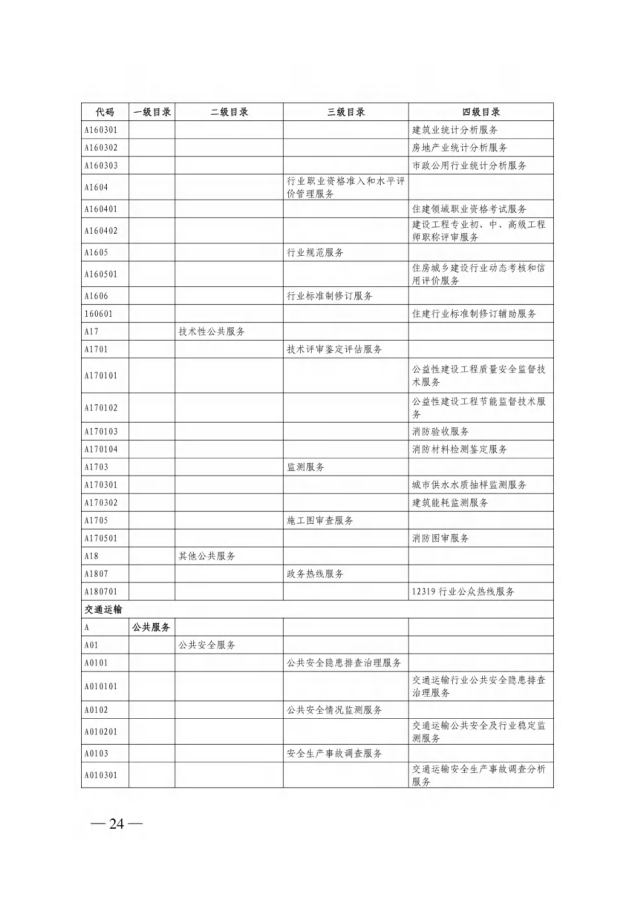 代码 一级目录 二级目录 三级目录 四级目录
A160301 建筑业统计分析服务
A160302 房地产业统计分析服务
A160303 市政公用行业统计分析服务
A1604 行业职业资格准入和水平评
价管理服务
A160401 住建领域职业资格考试服务
A160402 建设工程专业初、中、高级工程
师职称评审服务
A1605 行业规范服务
A160501 住房城乡建设行业动态考核和信
用评价服务
A1606 行业标准制修订服务
160601 住建行业标准制修订辅助服务
A17 技术性公共服务
A1701 技术评审鉴定评估服务
A170101 公益性建设工程质量安全监督技
术服务
A170102 公益性建设工程节能监督技术服
务
A170103 消防验收服务
A170104 消防材料检测鉴定服务
A1703 监测服务
A170301 城市供水水质抽样监测服务
A170302 建筑能耗监测服务
A1705 施工图审查服务
A170501 消防图审服务
A18 其他公共服务
A1807 政务热线服务
A180701 12319 行业公众热线服务
交通运输
A 公共服务
A01 公共安全服务
A0101 公共安全隐患排查治理服务
A010101 交通运输行业公共安全隐患排查
治理服务
A0102 公共安全情况监测服务
A010201 交通运输公共安全及行业稳定监
测服务
A0103 安全生产事故调查服务
A010301 交通运输安全生产事故调查分析
服务
— 24 —